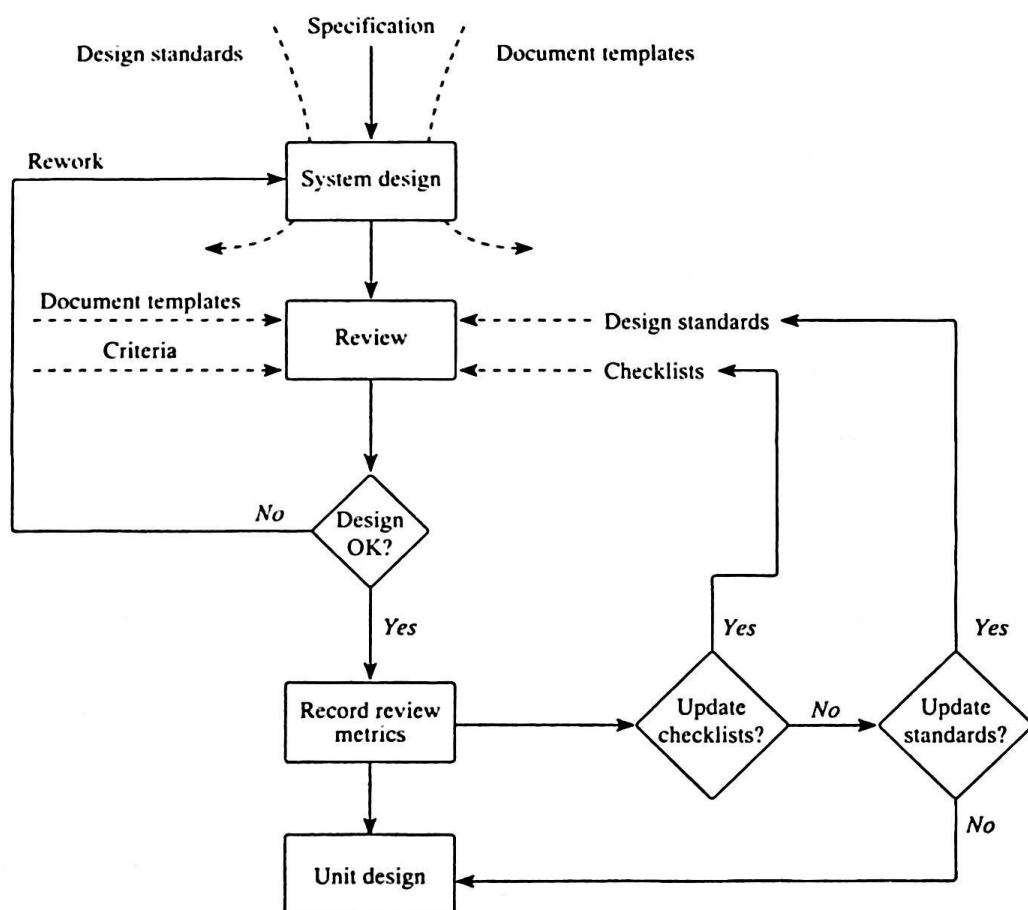 Specification
Design standards
Document templates
Rework
System design
Document templates
Design standards
Review
Criteria
Checklists
No
Design
OK?
Yes
Yes
Yes
Record review
metrics
Update
checklists?
No
Update
standards?
No
Unit design